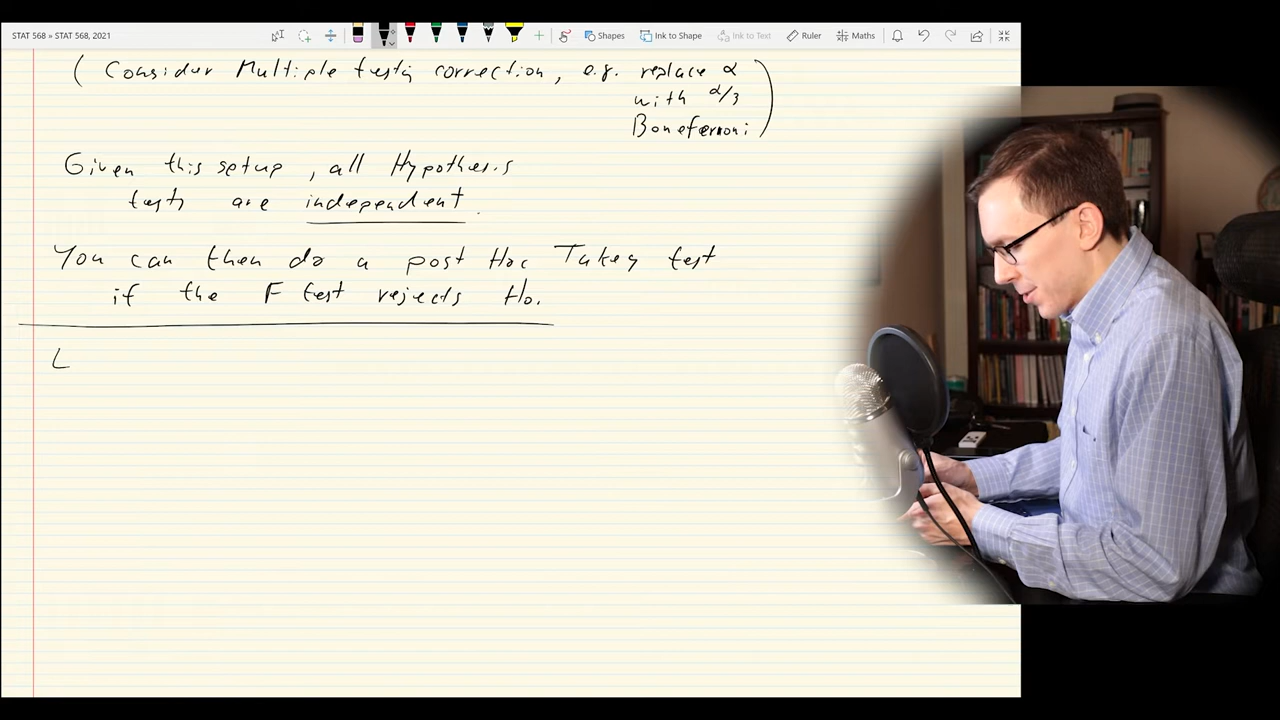 STAT 568 » STAT 568, 2021
Shapes
Ink to Shape
Ink to Text
Ruler
Maths
( Consider Multiple testing correction, e.g. replace α
with α/3
Boneferroni )
Given this setup, all Hypothesis
tests are independent.
You can then do a post Hoc Tukey test
if the F test rejects Ho.
L